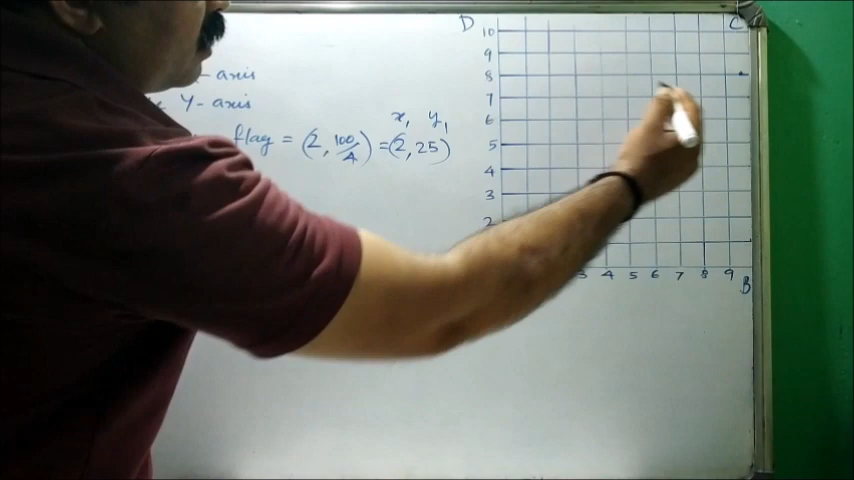 axis
Y-axis
flag = (2, 100/4) = (2, 25)
x, y,
D
C
10
9
8
7
6
5
4
3
2
3 4 5 6 7 8 9
B